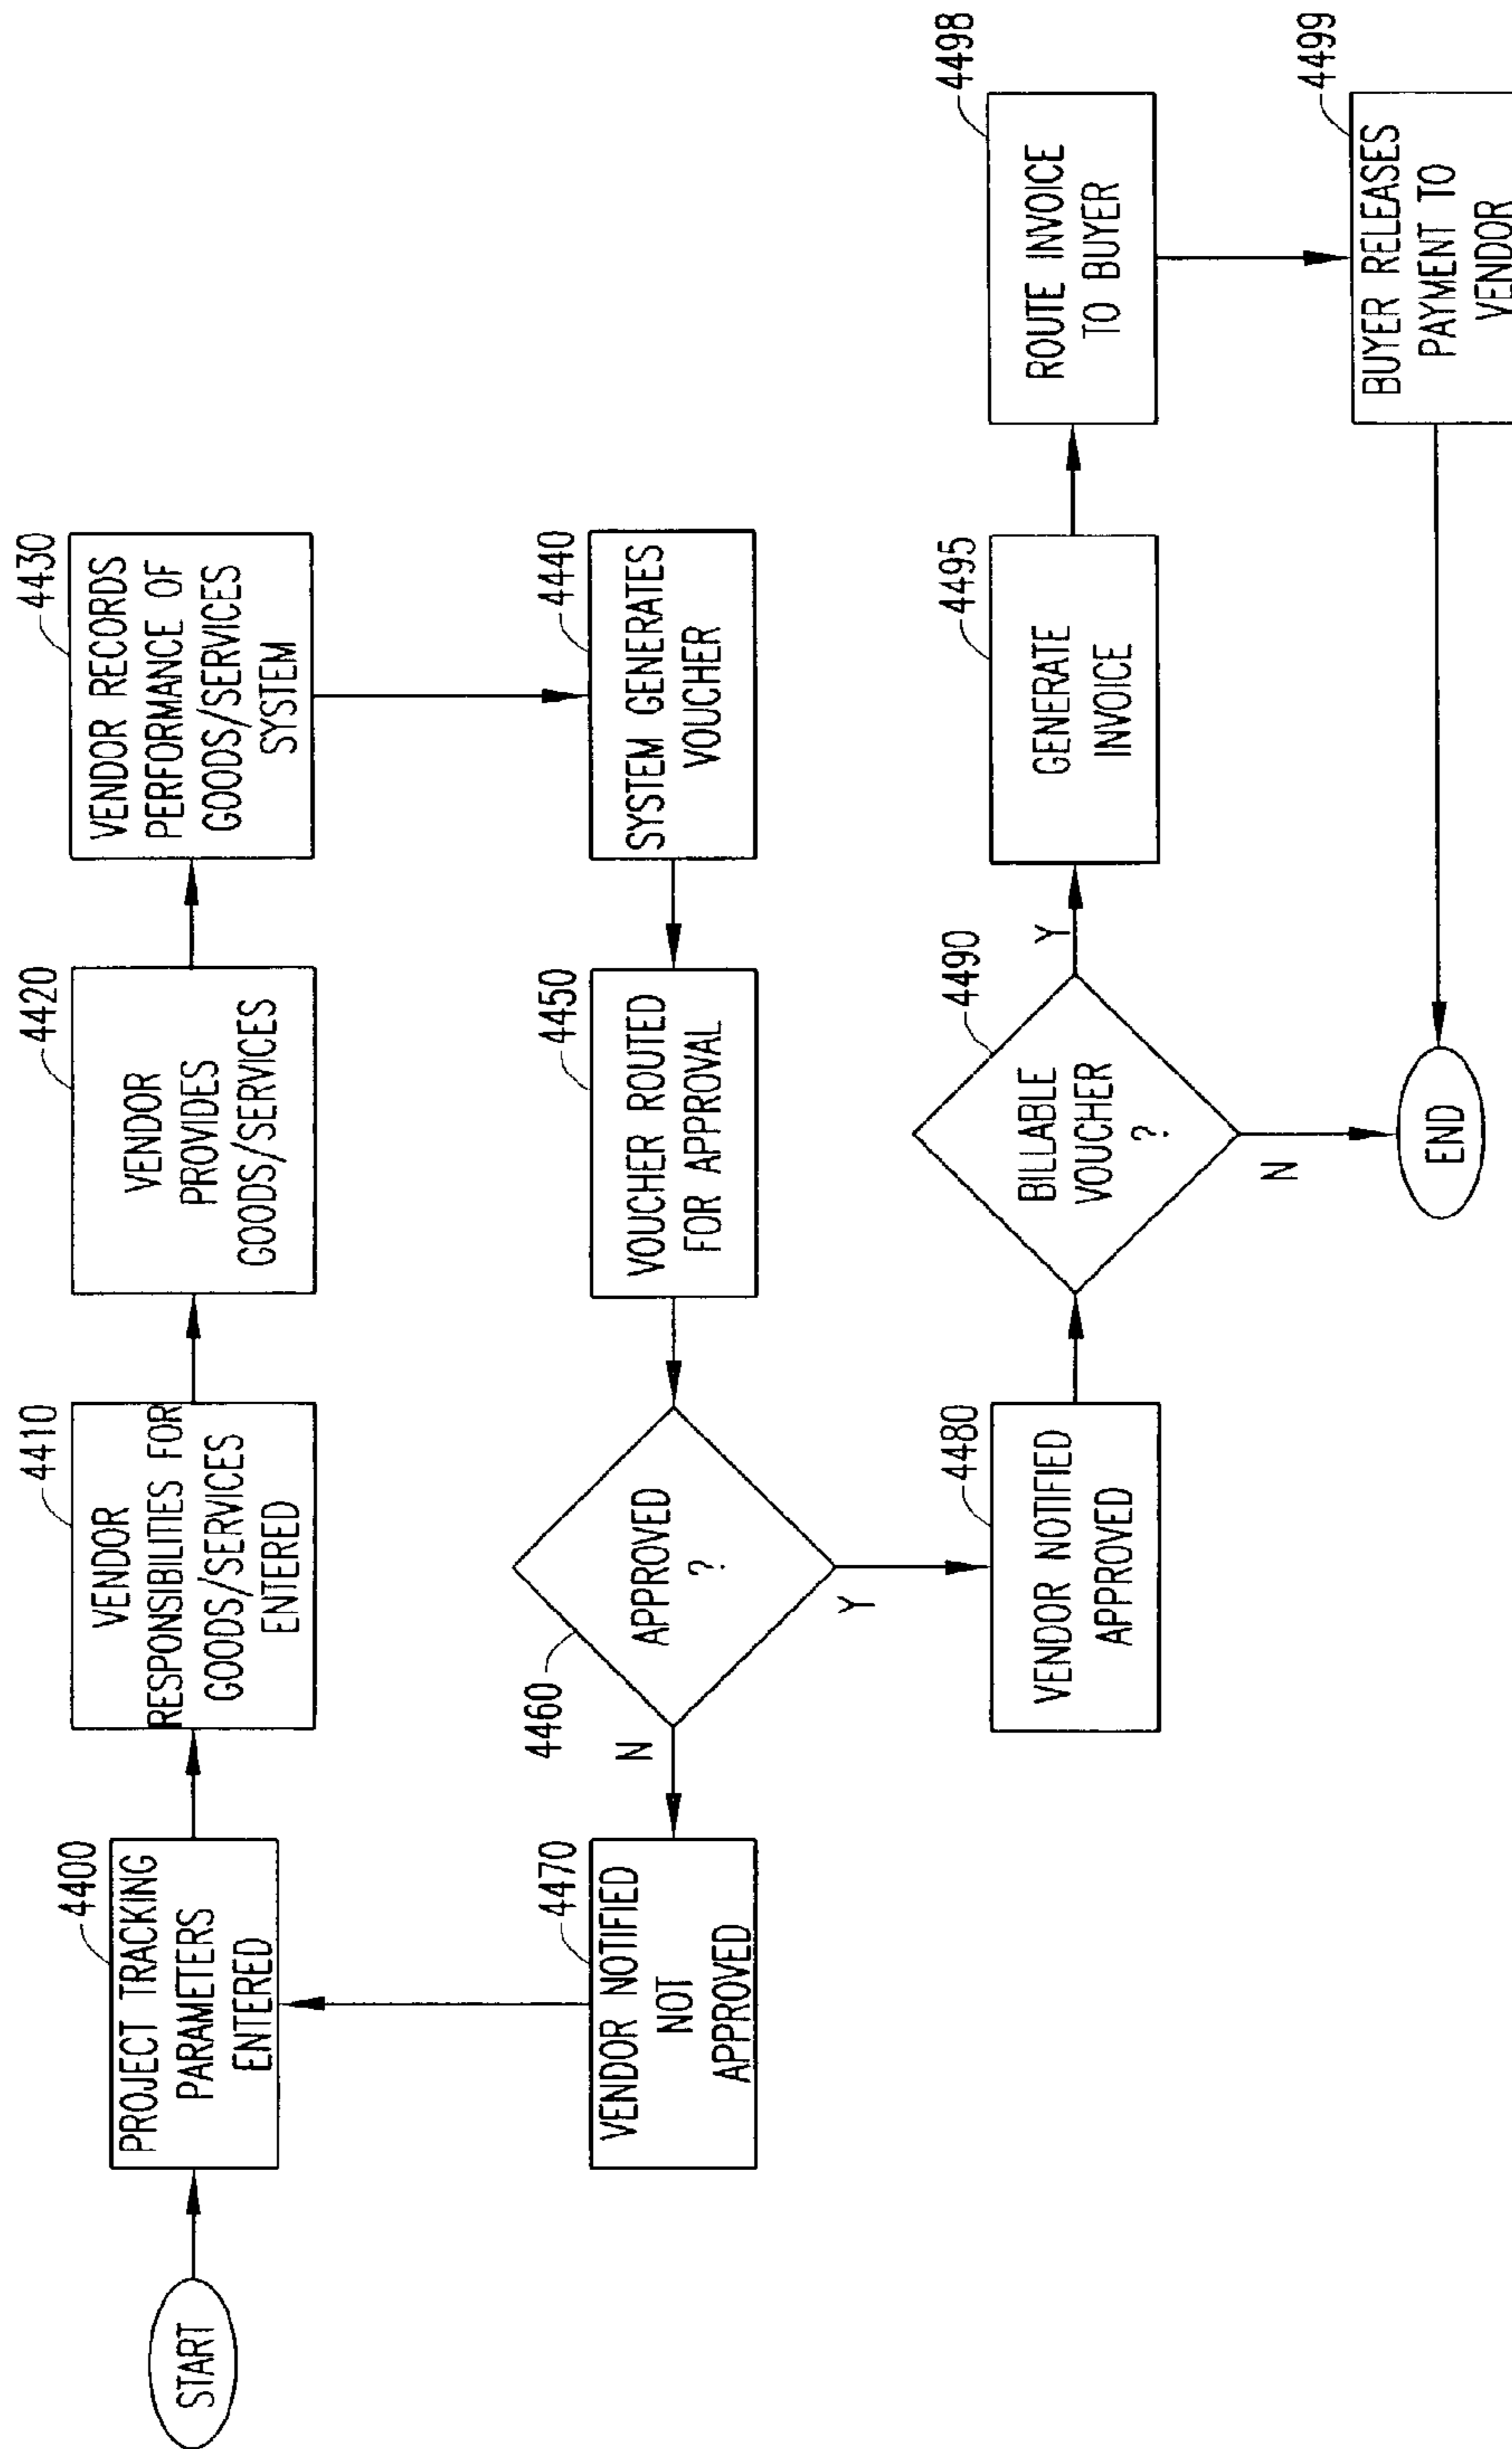 START
4400
PROJECT TRACKING
PARAMETERS
ENTERED
4410
VENDOR
RESPONSIBILITIES FOR
GOODS/SERVICES
ENTERED
4420
VENDOR
PROVIDES
GOODS/SERVICES
4430
VENDOR RECORDS
PERFORMANCE OF
GOODS/SERVICES
SYSTEM
4440
SYSTEM GENERATES
VOUCHER
4450
VOUCHER ROUTED
FOR APPROVAL
4460
APPROVED
?
N
Y
4470
VENDOR NOTIFIED
NOT
APPROVED
4480
VENDOR NOTIFIED
APPROVED
4490
BILLABLE
VOUCHER
?
Y
N
4495
GENERATE
INVOICE
4498
ROUTE INVOICE
TO BUYER
4499
BUYER RELEASES
PAYMENT TO
VENDOR
END